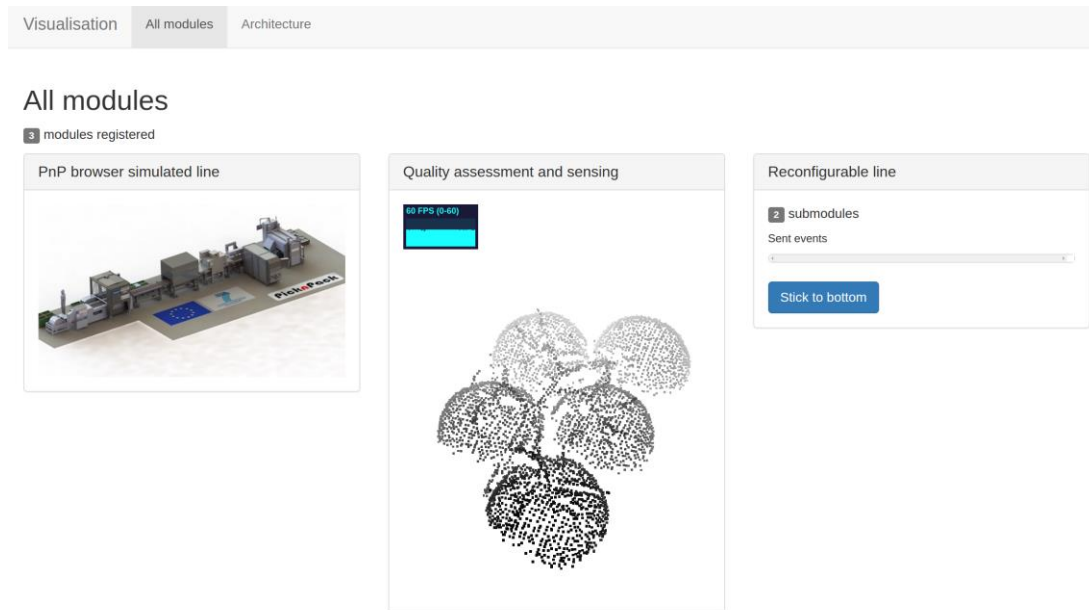 Visualisation All modules Architecture
All modules
3 modules registered
PnP browser simulated line
PicknPack
Quality assessment and sensing
60 FPS (0-60)
Reconfigurable line
2 submodules
Sent events
Stick to bottom